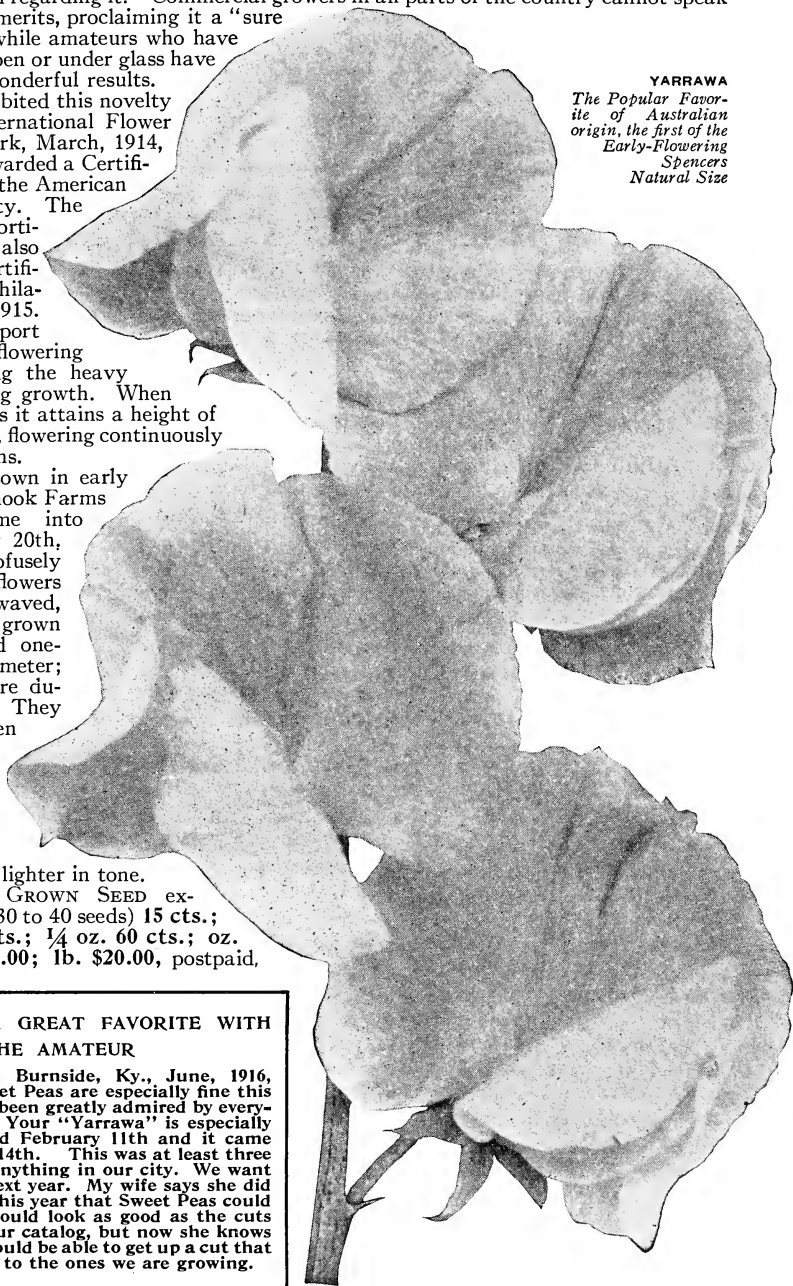 regarding it. Commercial growers in all parts of the country cannot speak
merits, proclaiming it a “sure
while amateurs who have
pen or under glass have
onderful results.
bited this novelty
ernational Flower
rk, March, 1914,
arded a Certifi-
the American
ty. The
orti-
also
rtifi-
hila-
915.
port
flowering
g the heavy
g growth. When
s it attains a height of
, flowering continuously
ns.
own in early
ook Farms
me into
20th,
ofusely
flowers
waved,
grown
d one-
meter;
re du-
They
en
lighter in tone.
GROWN SEED ex-
30 to 40 seeds) 15 cts.;
ts.; ¼ oz. 60 cts.; oz.
.00; lb. $20.00, postpaid,
YARRAWA
The Popular Favor-
ite of Australian
origin, the first of the
Early-Flowering
Spencers
Natural Size
GREAT FAVORITE WITH
HE AMATEUR
Burnside, Ky., June, 1916,
et Peas are especially fine this
been greatly admired by every-
Your “Yarrawa” is especially
d February 11th and it came
14th. This was at least three
nything in our city. We want
ext year. My wife says she did
his year that Sweet Peas could
ould look as good as the cuts
ur catalog, but now she knows
ould be able to get up a cut that
to the ones we are growing.